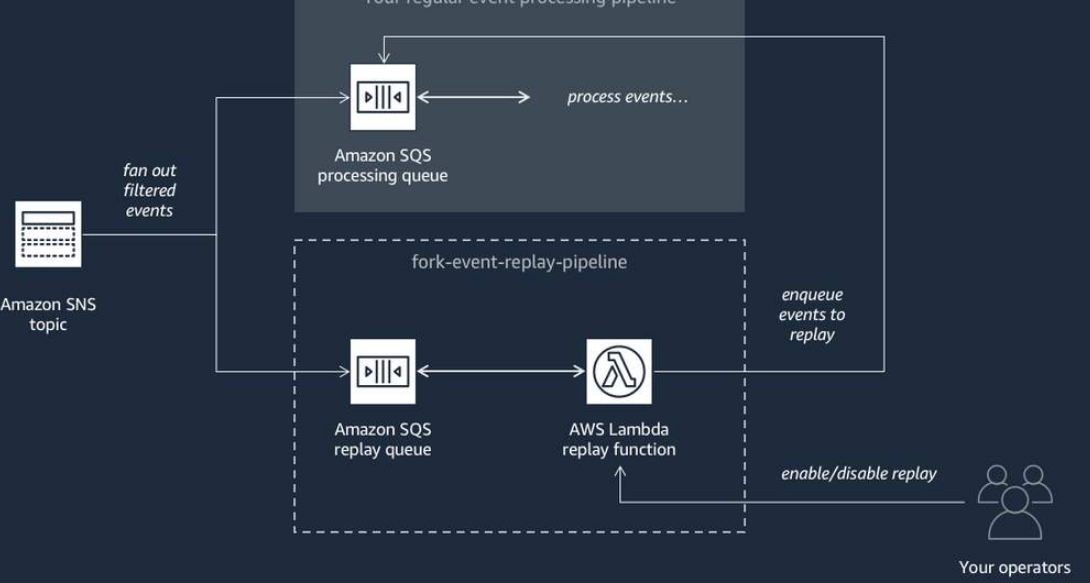 Your regular event processing pipeline
process events...
Amazon SQS
processing queue
fan out
filtered
events
Amazon SNS
topic
fork-event-replay-pipeline
enqueue
events to
replay
Amazon SQS
replay queue
AWS Lambda
replay function
enable/disable replay
Your operators